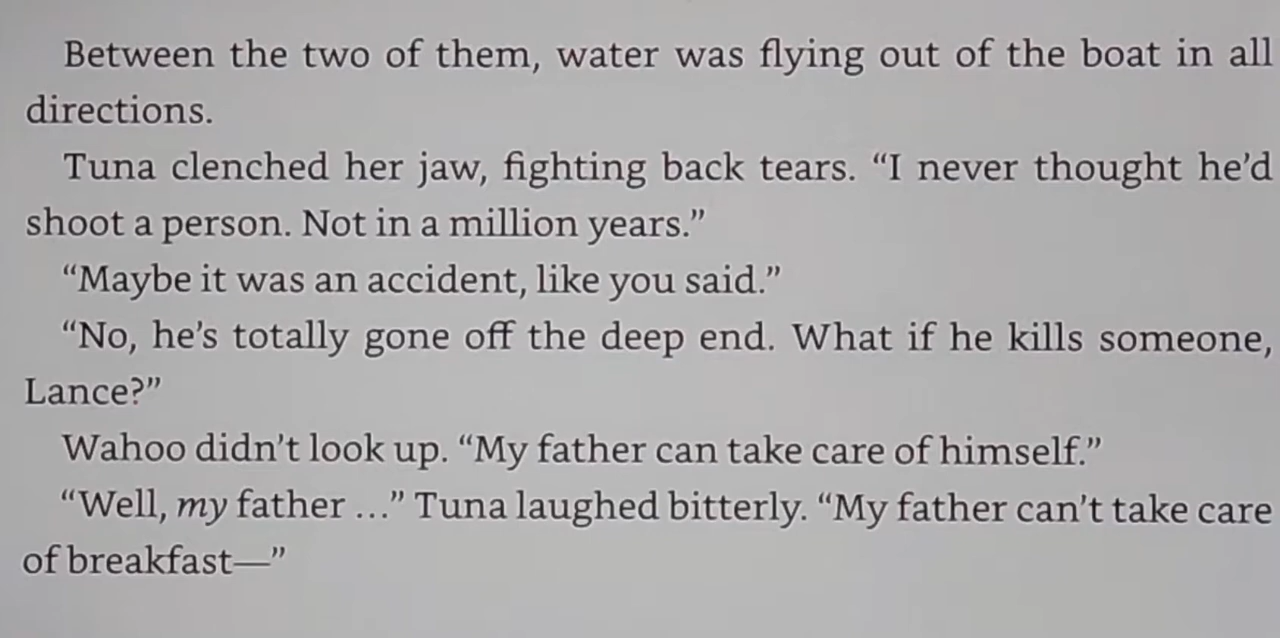 Between the two of them, water was flying out of the boat in all
directions.
Tuna clenched her jaw, fighting back tears. “I never thought he’d
shoot a person. Not in a million years.”
“Maybe it was an accident, like you said.”
“No, he’s totally gone off the deep end. What if he kills someone,
Lance?”
Wahoo didn’t look up. “My father can take care of himself.”
“Well, my father …” Tuna laughed bitterly. “My father can’t take care
of breakfast—”